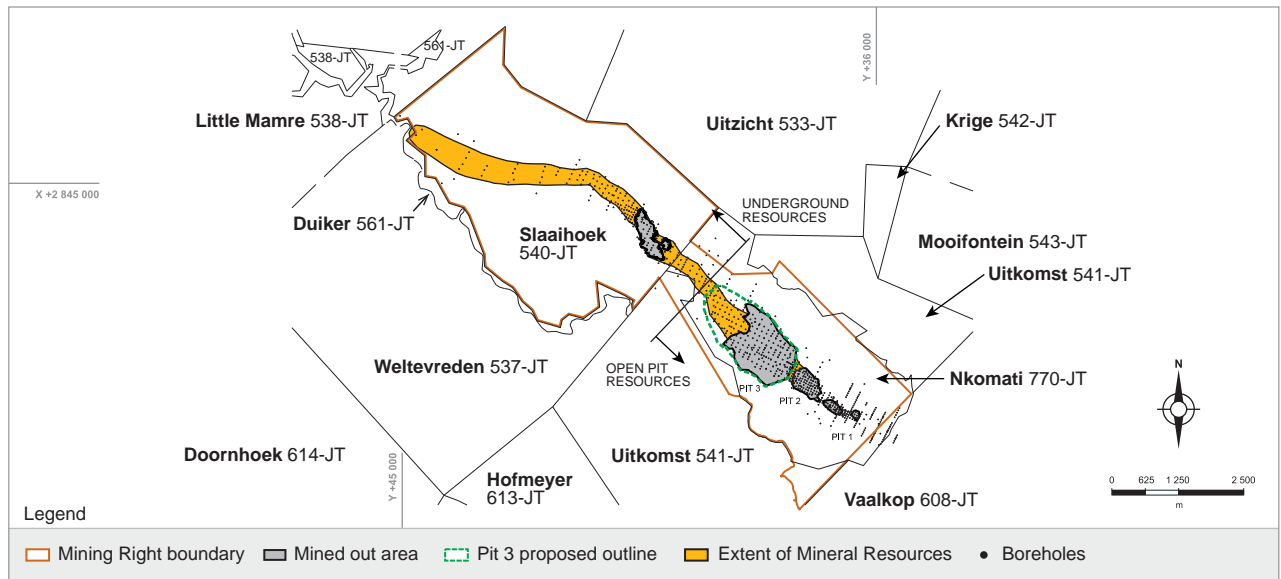 538-JT
561-JT
Y +36 000
Little Mamre 538-JT
Uitzicht 533-JT
Krige 542-JT
X +2 845 000
UNDERGROUND
RESOURCES
Duiker 561-JT
Slaaihoek
540-JT
Mooifontein 543-JT
Uitkomst 541-JT
Weltevreden 537-JT
OPEN PIT
RESOURCES
PIT 3
PIT 2
PIT 1
Nkomati 770-JT
N
Doornhoek 614-JT
Y +45 000
Hofmeyer
613-JT
Uitkomst 541-JT
Vaalkop 608-JT
0 625 1 250 2 500
m
Legend
Mining Right boundary Mined out area Pit 3 proposed outline Extent of Mineral Resources Boreholes